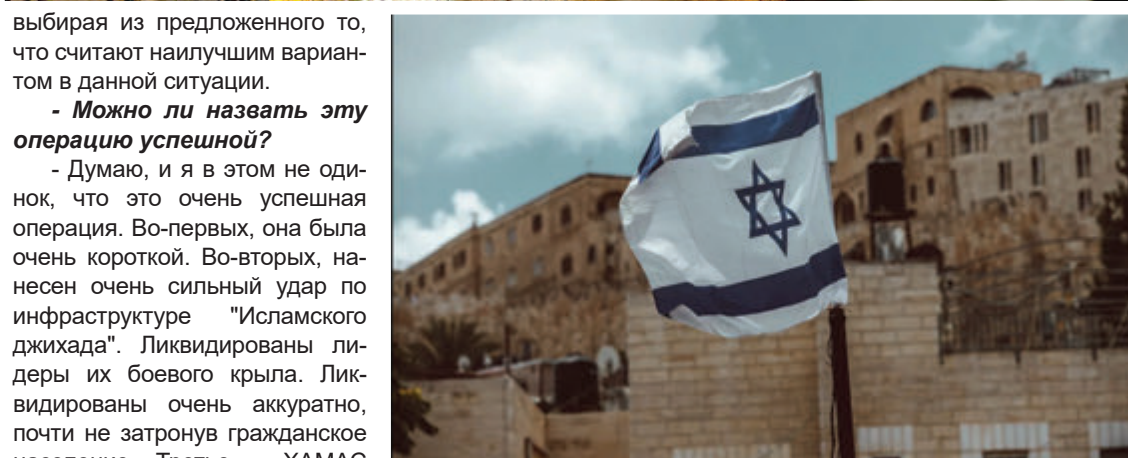 выбирая из предложенного то,
что считают наилучшим вариан-
том в данной ситуации.
- Можно ли назвать эту
операцию успешной?
- Думаю, и я в этом не оди-
нок, что это очень успешная
операция. Во-первых, она была
очень короткой. Во-вторых, на-
несен очень сильный удар по
инфраструктуре "Исламского
джихада". Ликвидированы ли-
деры их боевого крыла. Лик-
видированы очень аккуратно,
почти не затронув гражданское